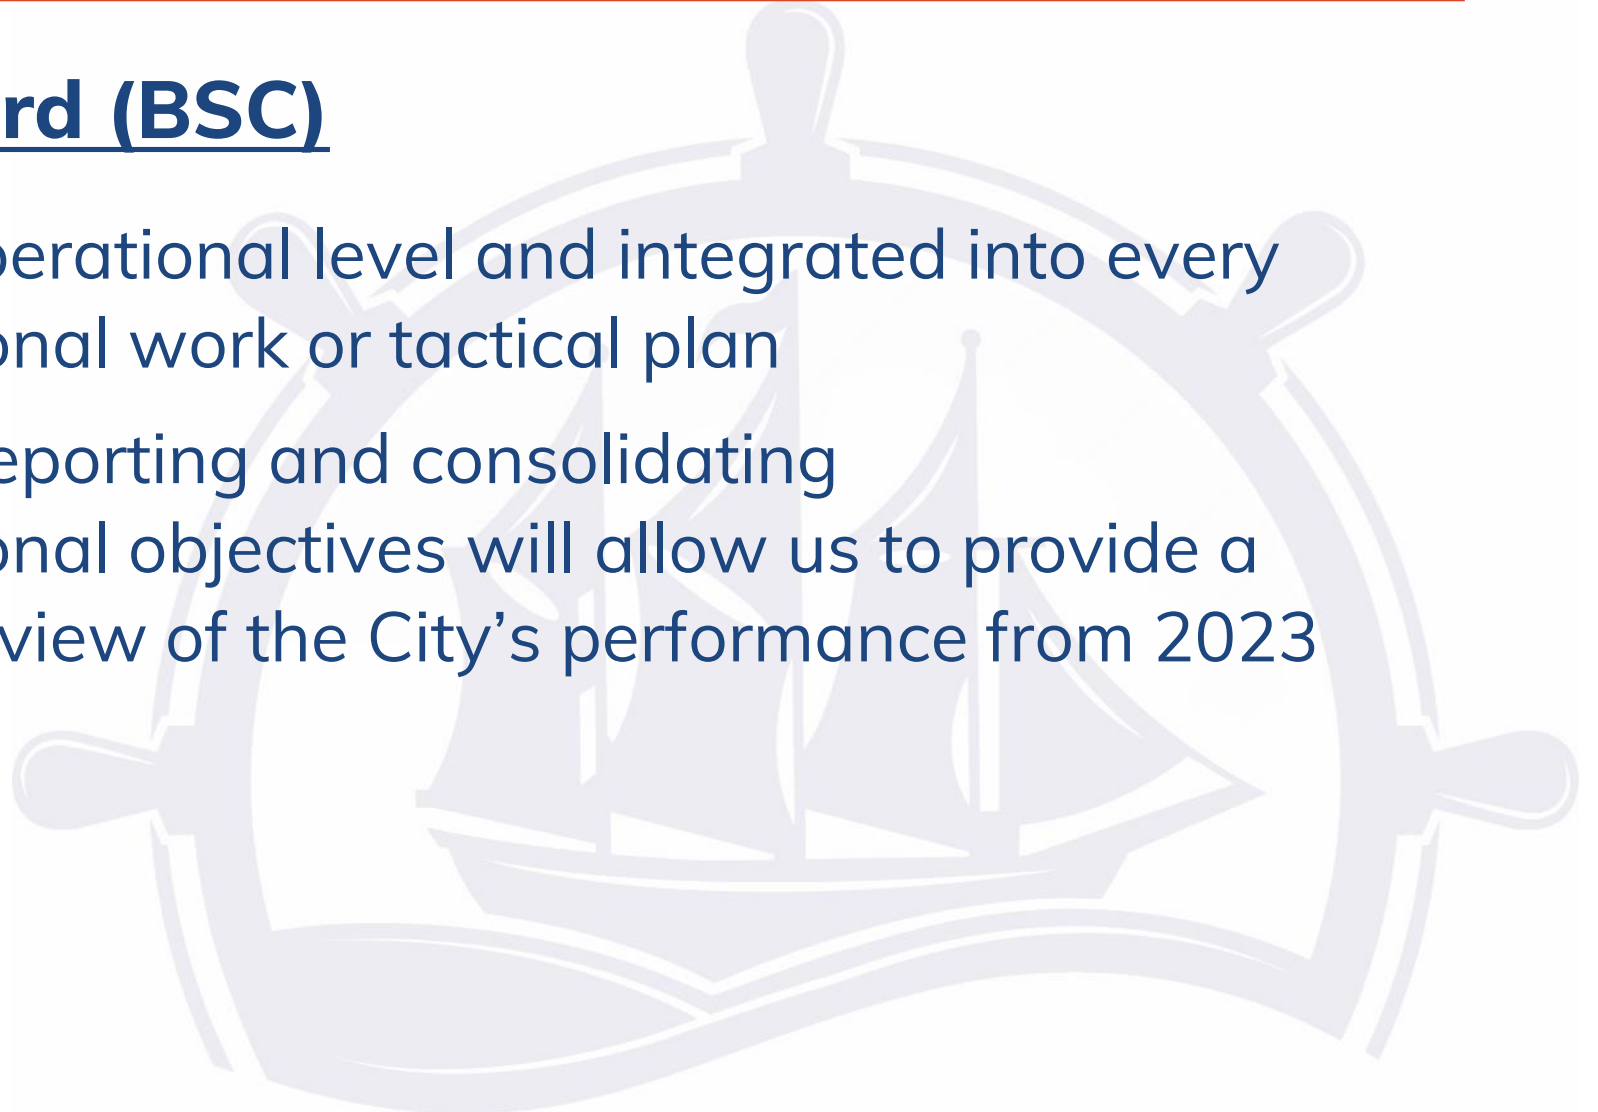 rd (BSC)
perational level and integrated into every
onal work or tactical plan
eporting and consolidating
onal objectives will allow us to provide a
view of the City’s performance from 2023